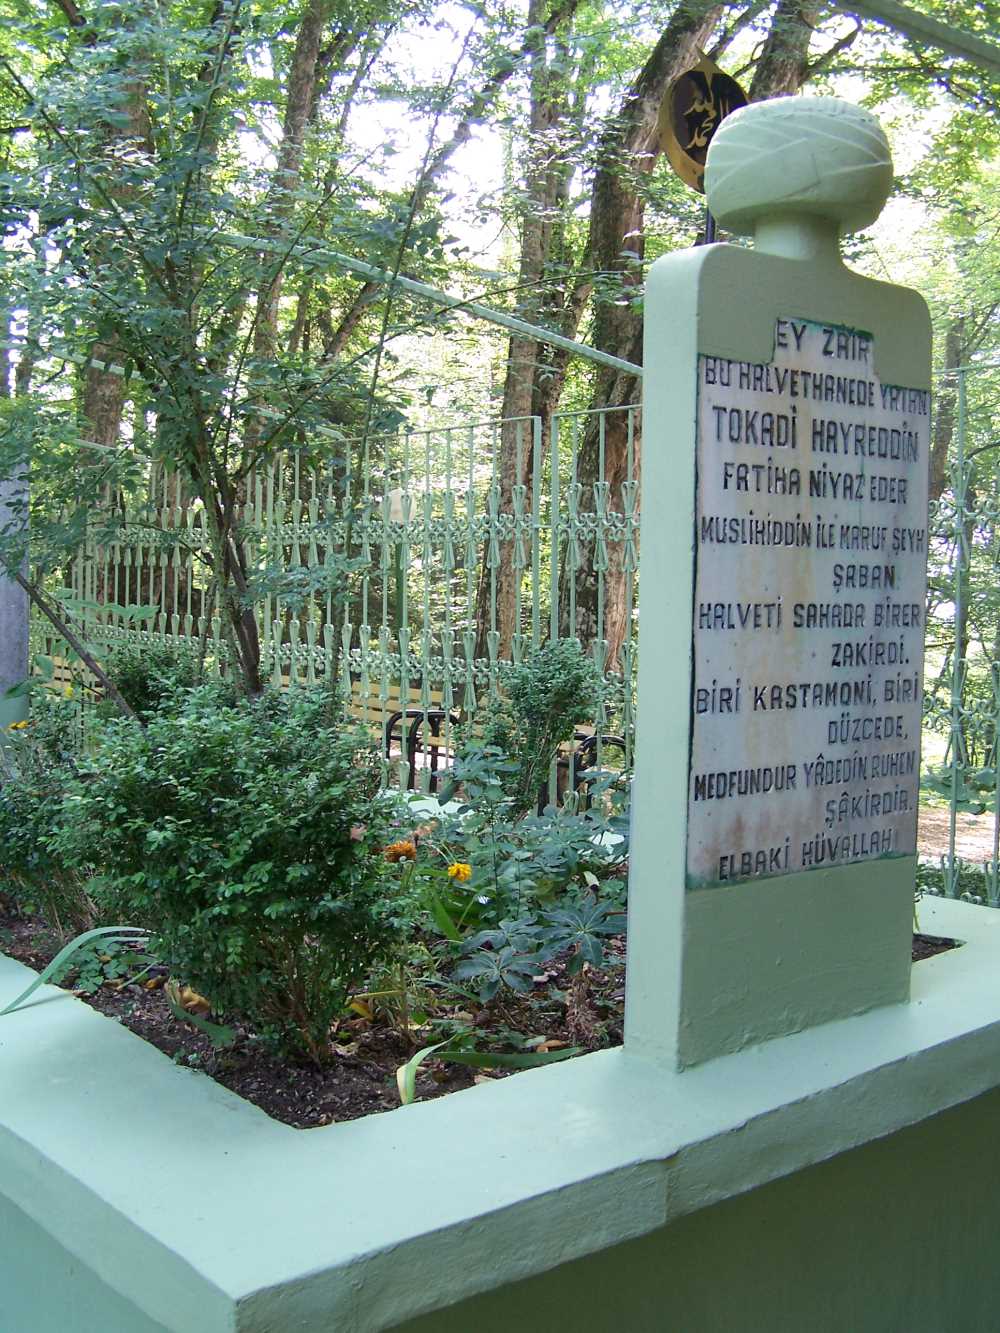 EY ZAİR
BU HALVETHANEDE YATAN
TOKADİ HAYREDDİN
FATİHA NİYAZ EDER
MUSLİHİDDİN İLE MARUF ŞEYH
ŞABAN
HALVETİ SAHADA BİRER
ZAKİRDİ.
BİRİ KASTAMONİ, BİRİ
DÜZCEDE,
MEDFUNDUR YÂDEDİN RUHEN
ŞÂKİRDİR.
ELBAKİ HÜVALLAH